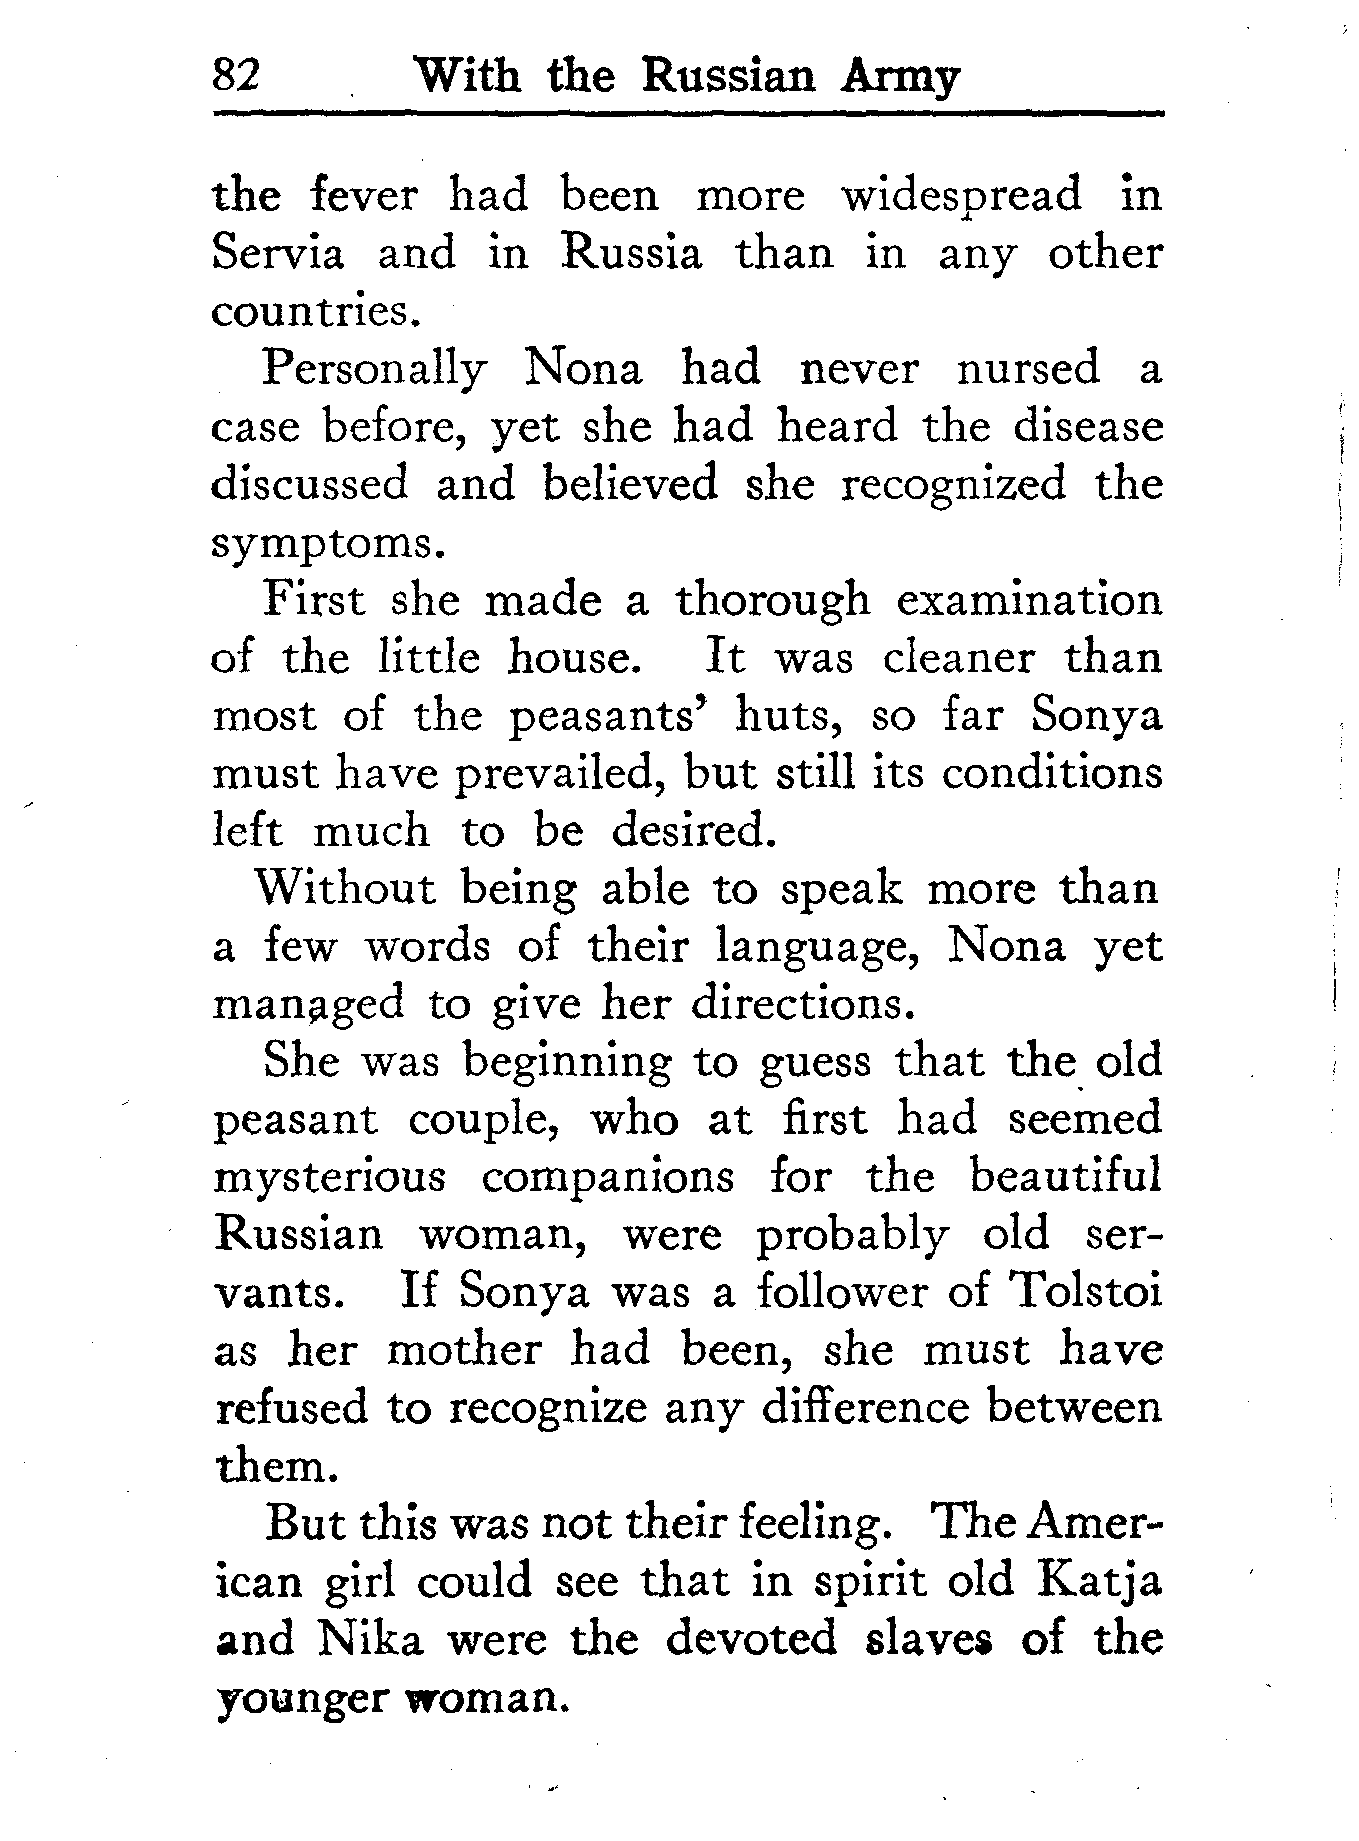 82 With the Russian Army
the fever had been more widespread in
Servia and in Russia than in any other
countries.
Personally Nona had never nursed a
case before, yet she had heard the disease
discussed and believed she recognized the
symptoms.
First she made a thorough examination
of the little house. It was cleaner than
most of the peasants' huts, so far Sonya
must have prevailed, but still its conditions
left much to be desired.
Without being able to speak more than
a few words of their language, Nona yet
managed to give her directions.
She was beginning to guess that the old
peasant couple, who at first had seemed
mysterious companions for the beautiful
Russian woman, were probably old ser-
vants. If Sonya was a follower of Tolstoi
as her mother had been, she must have
refused to recognize any difference between
them.
But this was not their feeling. The Amer-
ican girl could see that in spirit old Katja
and Nika were the devoted slaves of the
younger woman.